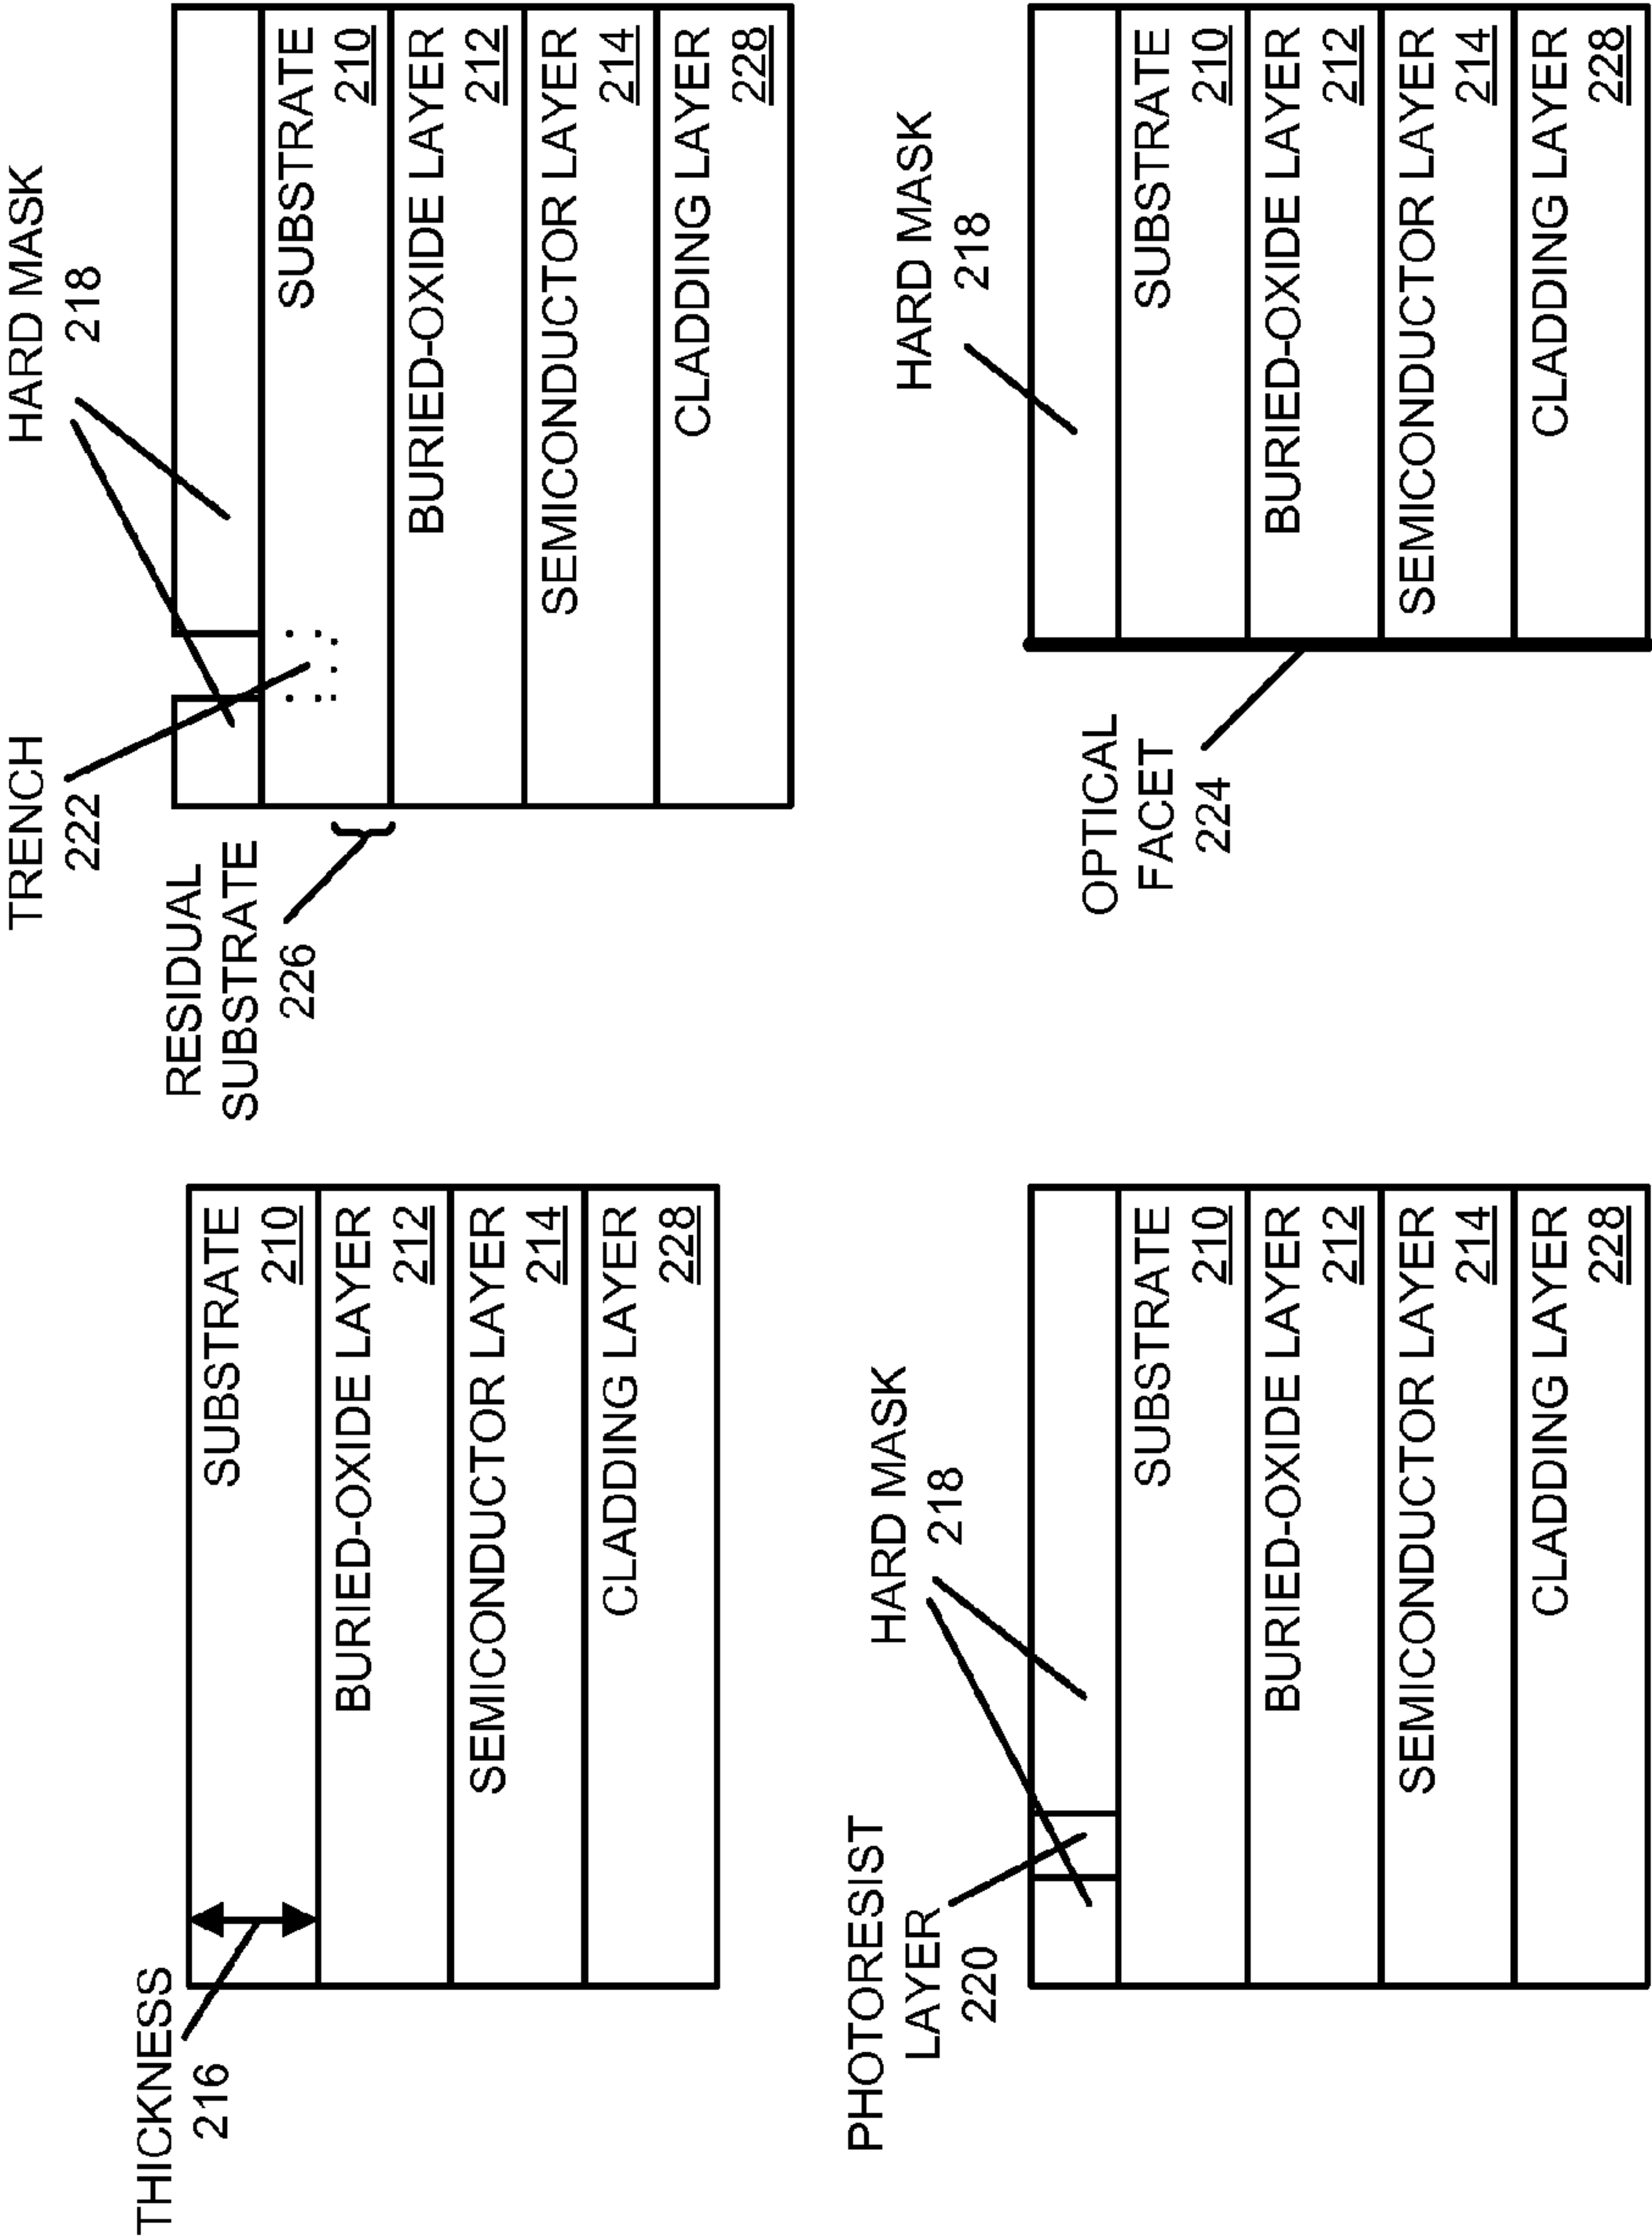 THICKNESS
216
SUBSTRATE
210
BURIED-OXIDE LAYER
212
SEMICONDUCTOR LAYER
214
CLADDING LAYER
228
TRENCH
222
HARD MASK
218
RESIDUAL
SUBSTRATE
226
SUBSTRATE
210
BURIED-OXIDE LAYER
212
SEMICONDUCTOR LAYER
214
CLADDING LAYER
228
PHOTORESIST
LAYER
220
HARD MASK
218
SUBSTRATE
210
BURIED-OXIDE LAYER
212
SEMICONDUCTOR LAYER
214
CLADDING LAYER
228
HARD MASK
218
OPTICAL
FACET
224
SUBSTRATE
210
BURIED-OXIDE LAYER
212
SEMICONDUCTOR LAYER
214
CLADDING LAYER
228